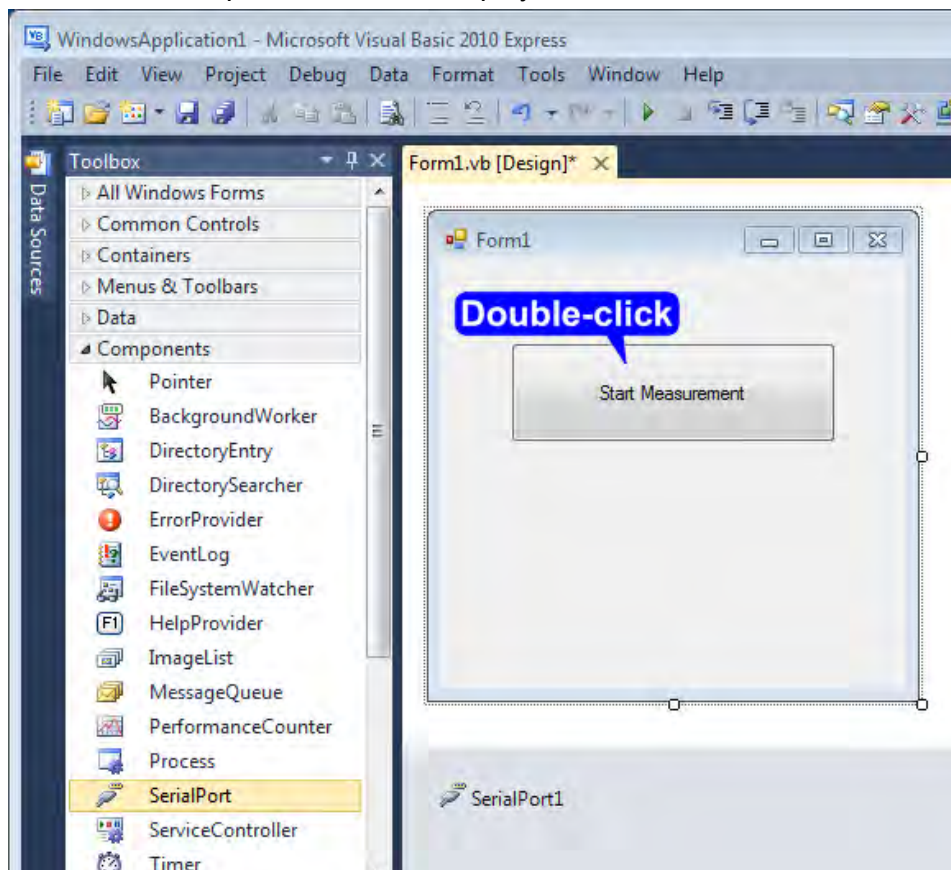 WindowsApplication1 - Microsoft Visual Basic 2010 Express
File Edit View Project Debug Data Format Tools Window Help
Data Sources
Toolbox
All Windows Forms
Common Controls
Containers
Menus & Toolbars
Data
Components
Pointer
BackgroundWorker
DirectoryEntry
DirectorySearcher
ErrorProvider
EventLog
FileSystemWatcher
F1 HelpProvider
ImageList
MessageQueue
PerformanceCounter
Process
SerialPort
ServiceController
Timer
Form1.vb [Design]*
Form1
Double-click
Start Measurement
SerialPort1